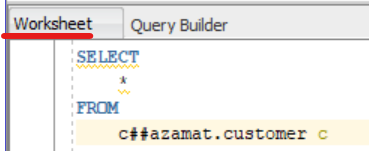 Worksheet Query Builder
SELECT
*
FROM
c##azamat.customer c